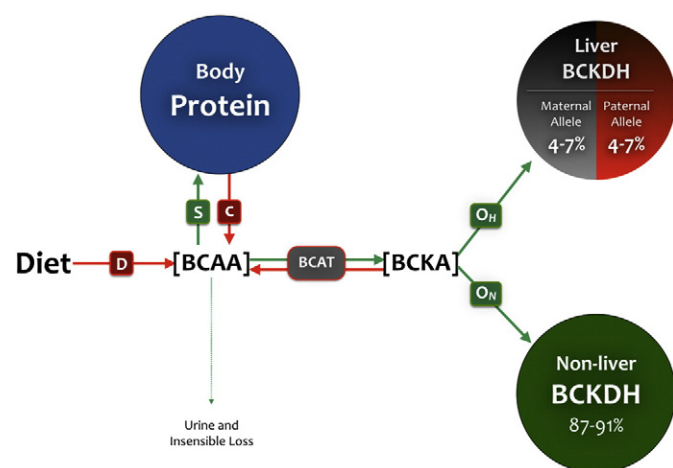 Body
Protein
Liver
BCKDH
Maternal
Allele
4-7%
Paternal
Allele
4-7%
S
C
OH
Diet
D
[BCAA]
BCAT
[BCKA]
ON
Urine and
Insensible Loss
Non-liver
BCKDH
87-91%